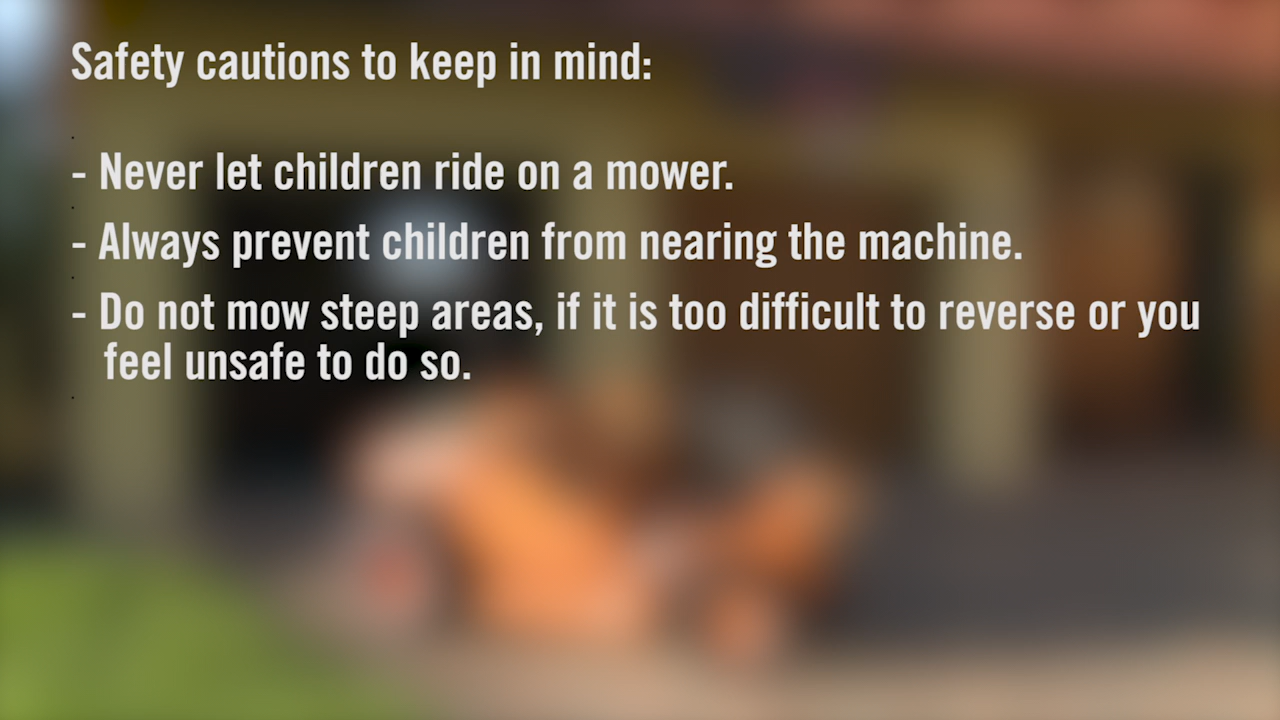 Safety cautions to keep in mind:
- Never let children ride on a mower.
- Always prevent children from nearing the machine.
- Do not mow steep areas, if it is too difficult to reverse or you
feel unsafe to do so.